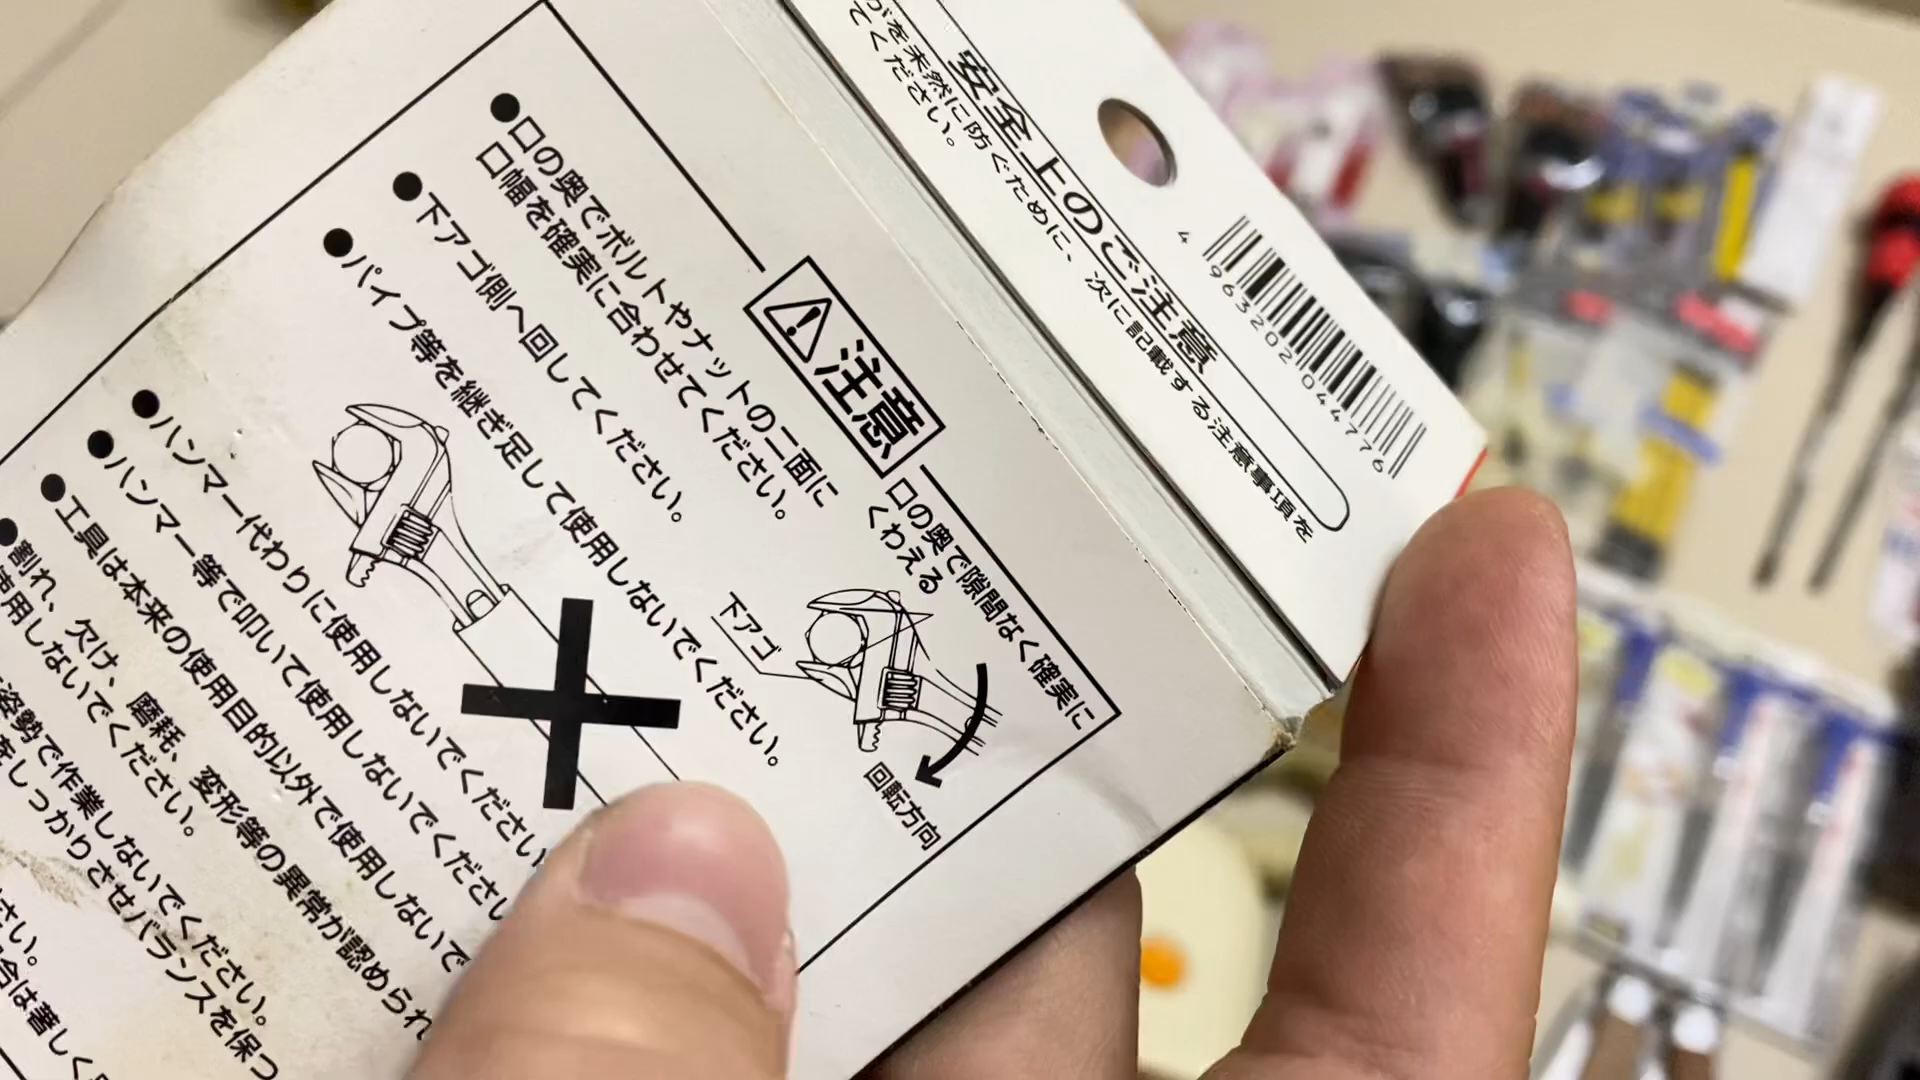 安全上のご注意
がを未然に防ぐために、次に記載する注意事項を
てください。
4 963202 044776
注意
●口の奥でボルトやナットの二面に
口幅を確実に合わせてください。
●下アゴ側へ回してください。
●パイプ等を継ぎ足して使用しないでください。
口の奥で隙間なく確実に
くわえる
下アゴ
回転方向
●ハンマー代わりに使用しないでください
●ハンマー等で叩いて使用しないでください
●工具は本来の使用目的以外で使用しないで
●割れ、欠け、磨耗、変形等の異常が認められ
使用しないでください。
姿勢で作業しないでください。
をしっかりさせバランスを保つ
さい。
合は著しく